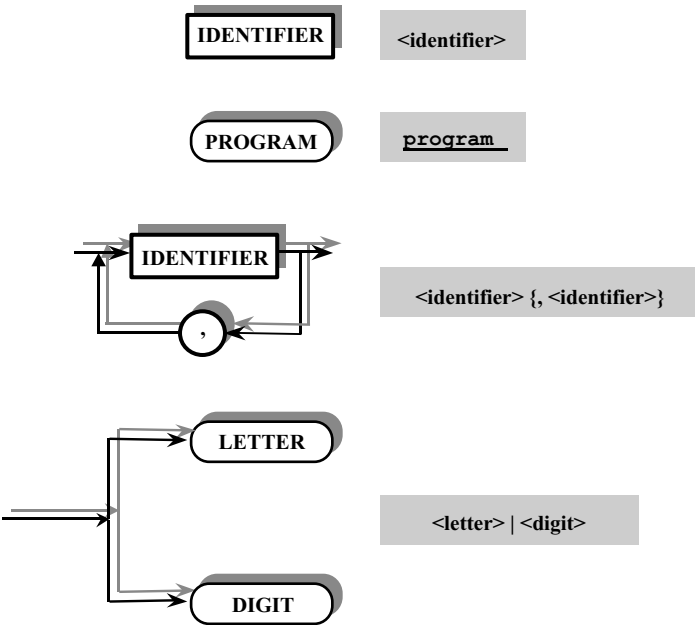 IDENTIFIER <identifier>
PROGRAM program
IDENTIFIER
<identifier> {, <identifier>}
,
LETTER
<letter> | <digit>
DIGIT